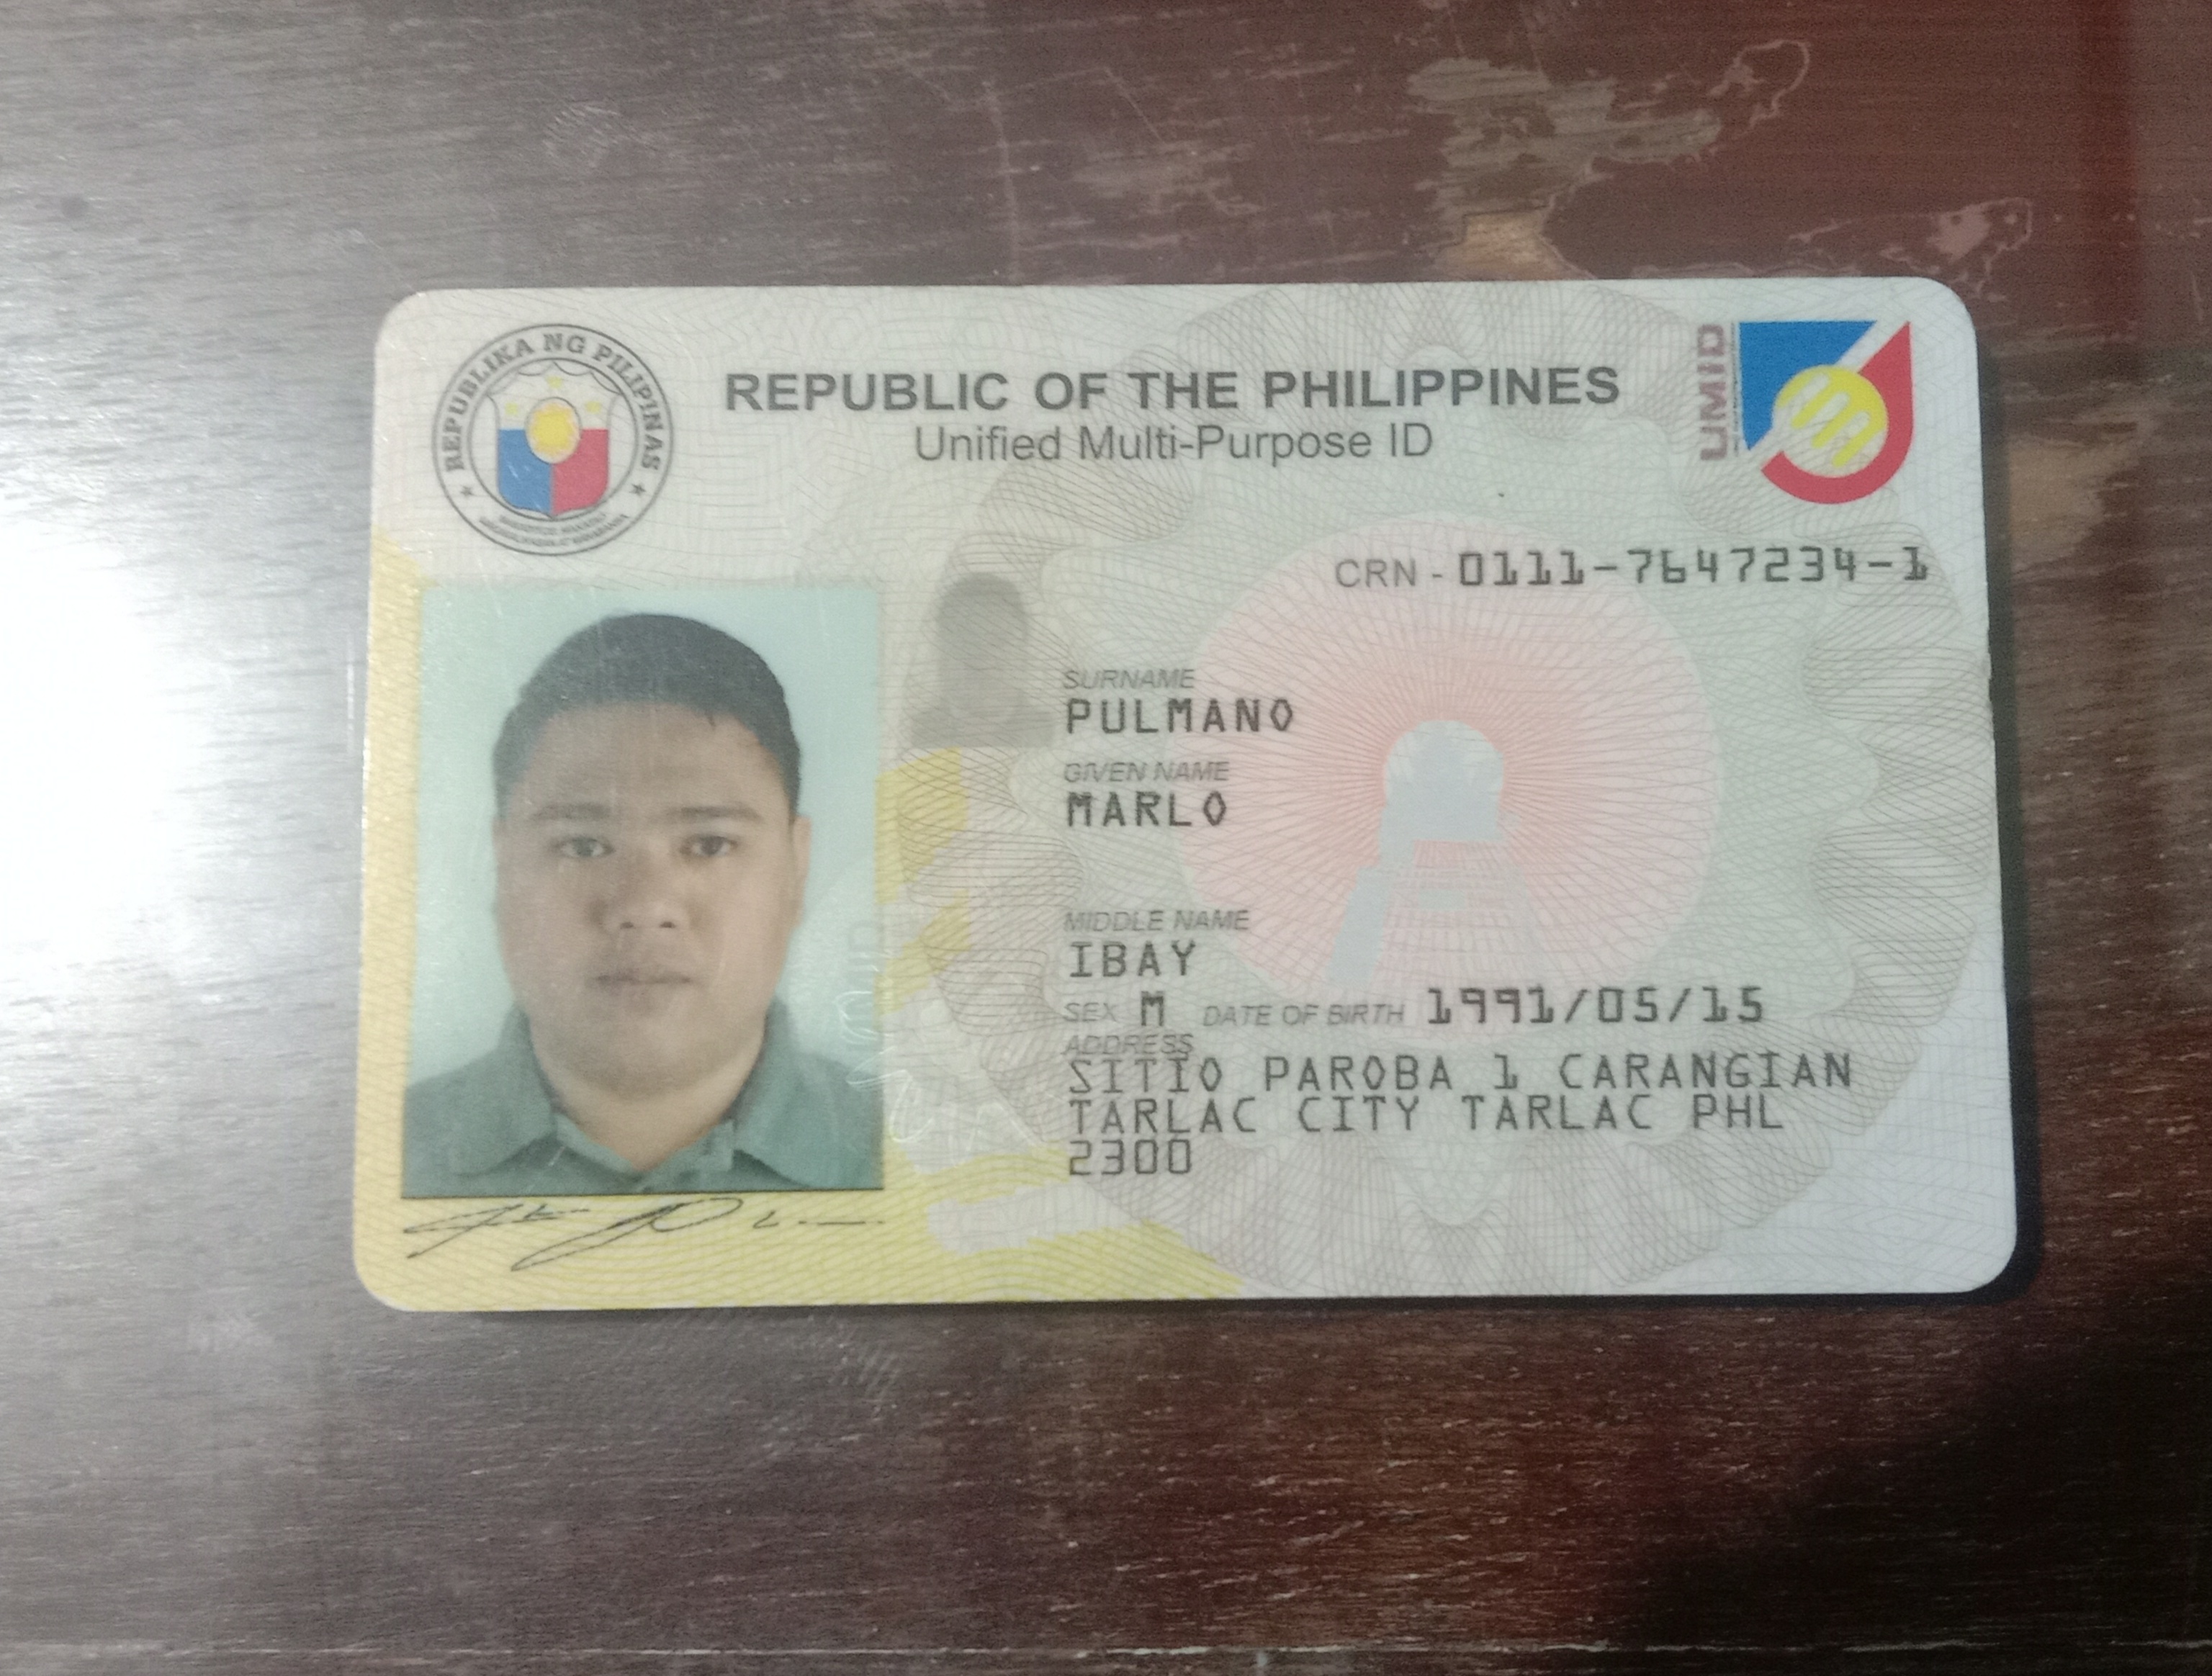 REPUBLIKA NG PILIPINAS
REPUBLIC OF THE PHILIPPINES
Unified Multi-Purpose ID
UMID
CRN - 0111-7647234-1
SURNAME
PULMANO
GIVEN NAME
MARLO
MIDDLE NAME
IBAY
SEX M DATE OF BIRTH 1991/05/15
ADDRESS
SITIO PAROBA 1 CARANGIAN
TARLAC CITY TARLAC PHL
2300